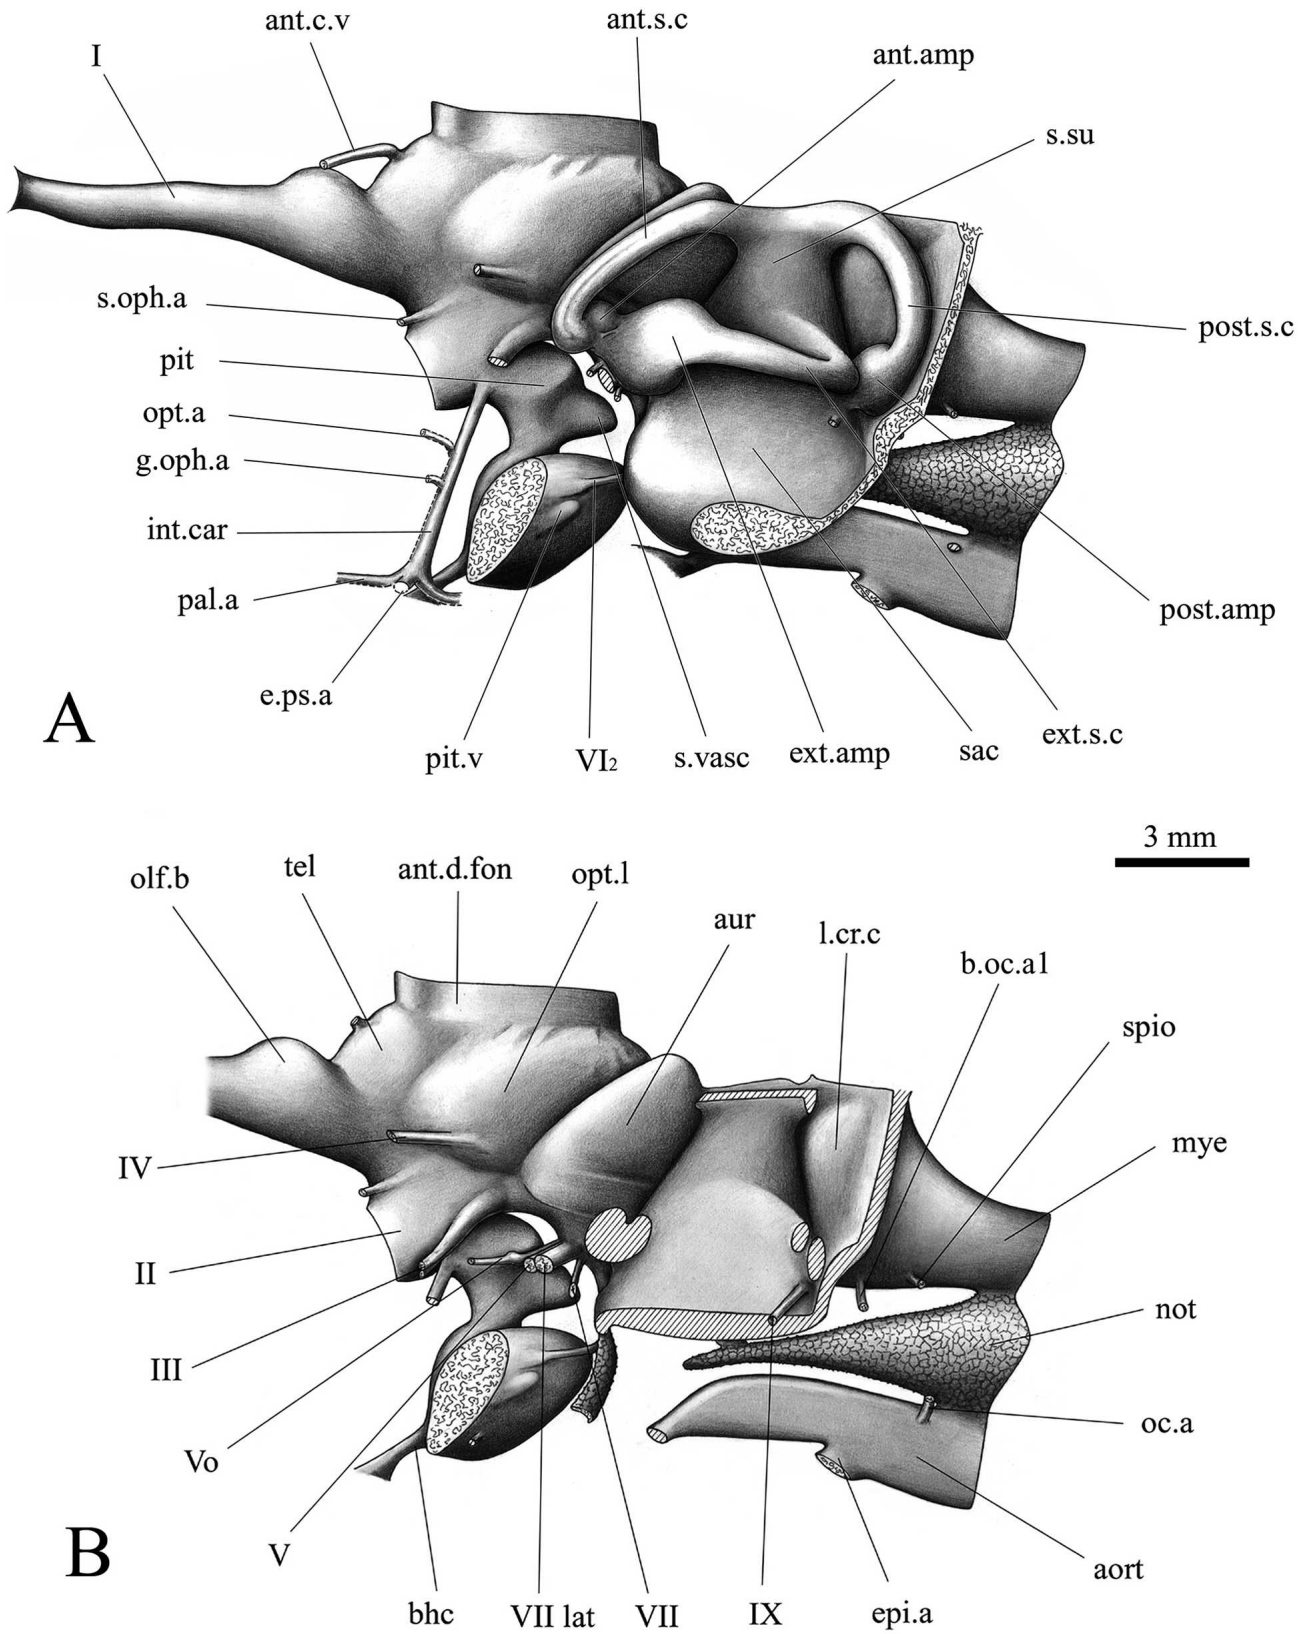 ant.c.v
ant.s.c
I
ant.amp
s.su
s.oph.a
post.s.c
pit
opt.a
g.oph.a
int.car
pal.a
post.amp
e.ps.a
A
pit.v
VI2
s.vasc
ext.amp
sac
ext.s.c
3 mm
olf.b
tel
ant.d.fon
opt.l
aur
l.cr.c
b.oc.a1
spio
mye
IV
II
not
III
oc.a
Vo
B
V
aort
bhc
VII lat
VII
IX
epi.a